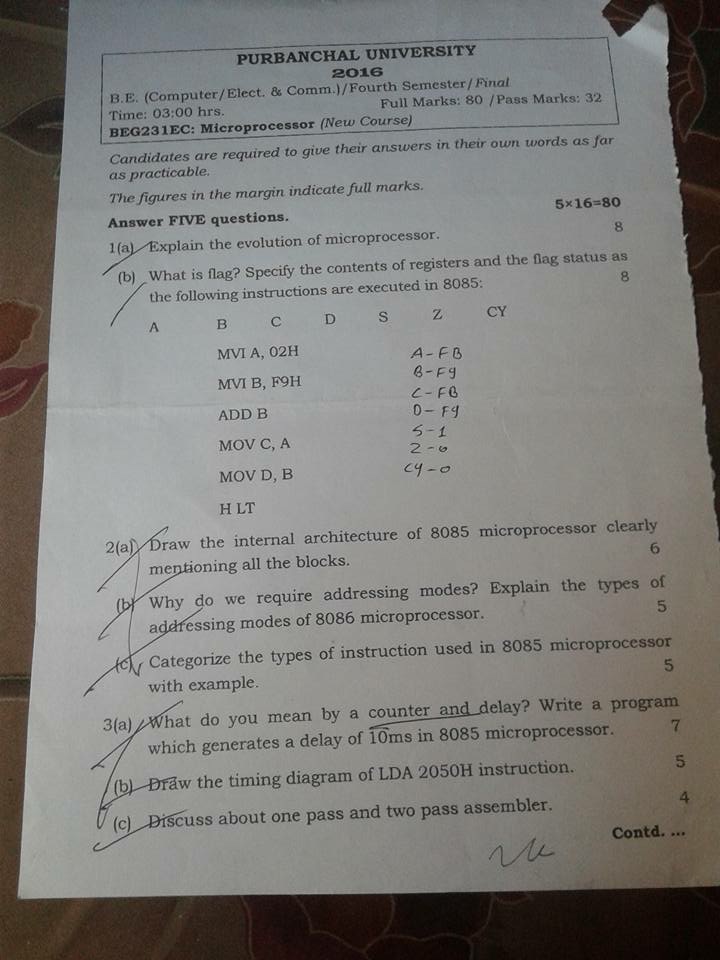 PURBANCHAL UNIVERSITY
2016
B.E. (Computer/Elect. & Comm.)/Fourth Semester/Final
Time: 03:00 hrs. Full Marks: 80 /Pass Marks: 32
BEG231EC: Microprocessor (New Course)
Candidates are required to give their answers in their own words as far
as practicable.
The figures in the margin indicate full marks.
Answer FIVE questions. 5×16=80
1(a) Explain the evolution of microprocessor. 8
(b) What is flag? Specify the contents of registers and the flag status as
the following instructions are executed in 8085: 8
A B C D S Z CY
MVI A, 02H A-FB
MVI B, F9H B-F9
C-FB
ADD B D-F9
S-1
MOV C, A Z-0
MOV D, B CY-0
H LT
2(a) Draw the internal architecture of 8085 microprocessor clearly
mentioning all the blocks. 6
(b) Why do we require addressing modes? Explain the types of
addressing modes of 8086 microprocessor. 5
(c) Categorize the types of instruction used in 8085 microprocessor
with example. 5
3(a) What do you mean by a counter and delay? Write a program
which generates a delay of 10ms in 8085 microprocessor. 7
(b) Draw the timing diagram of LDA 2050H instruction. 5
(c) Discuss about one pass and two pass assembler. 4
Contd. ...